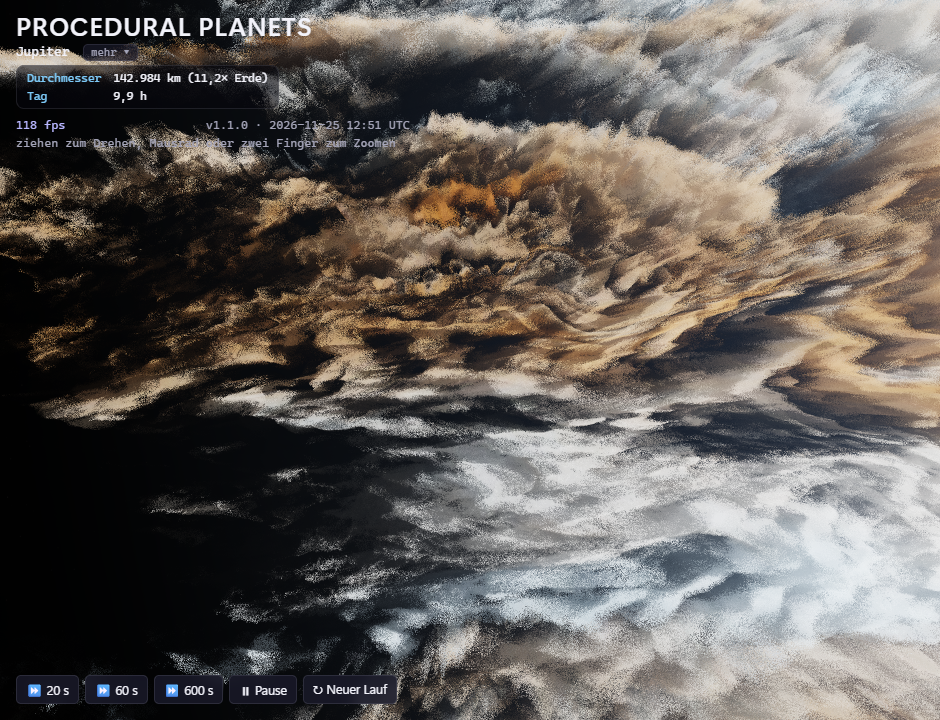 PROCEDURAL PLANETS
Jupiter mehr ▾
Durchmesser 142.984 km (11,2× Erde)
Tag 9,9 h
118 fps v1.1.0 · 2026-11-25 12:51 UTC
ziehen zum Drehen, Mausrad oder zwei Finger zum Zoomen
⏩ 20 s ⏩ 60 s ⏩ 600 s ⏸ Pause ↻ Neuer Lauf